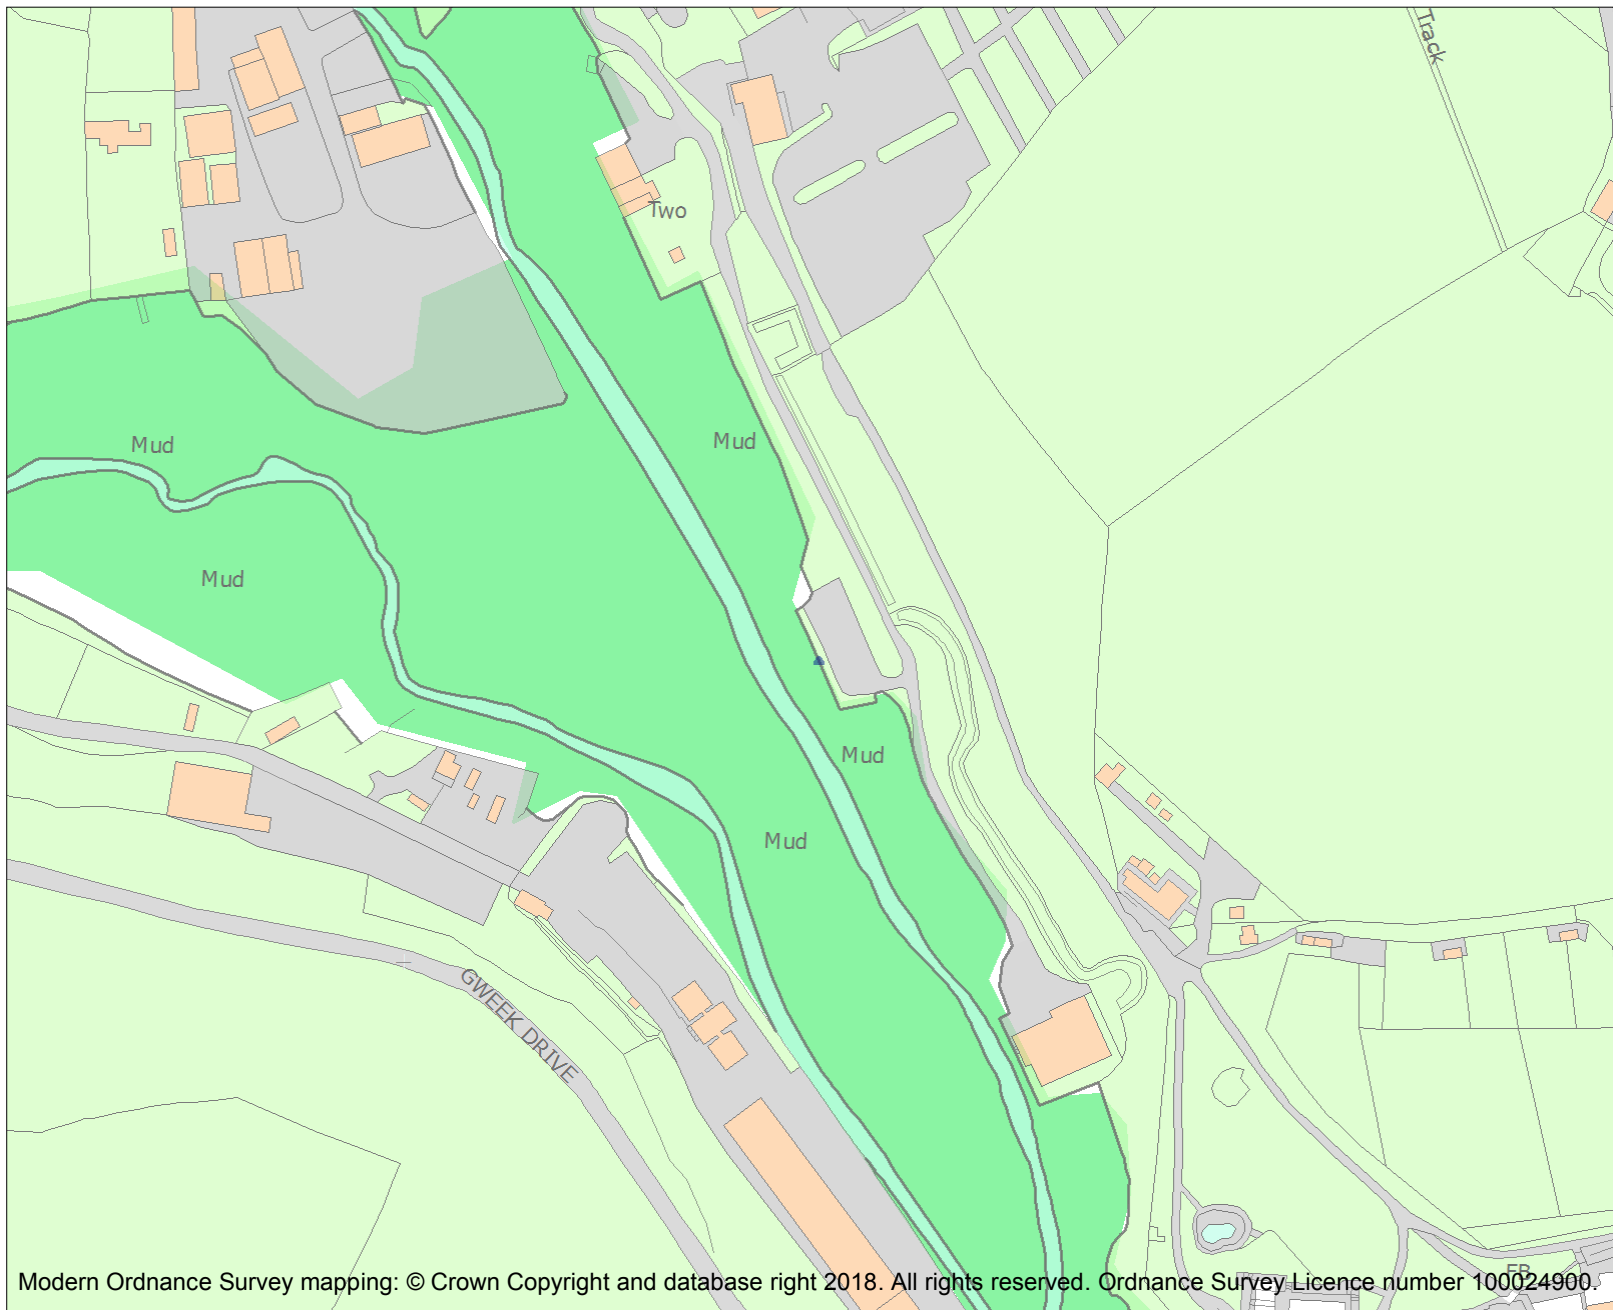 Track
Two
Mud
Mud
Mud
Mud
Mud
GWEEK DRIVE
FB
Modern Ordnance Survey mapping: © Crown Copyright and database right 2018. All rights reserved. Ordnance Survey Licence number 100024900.